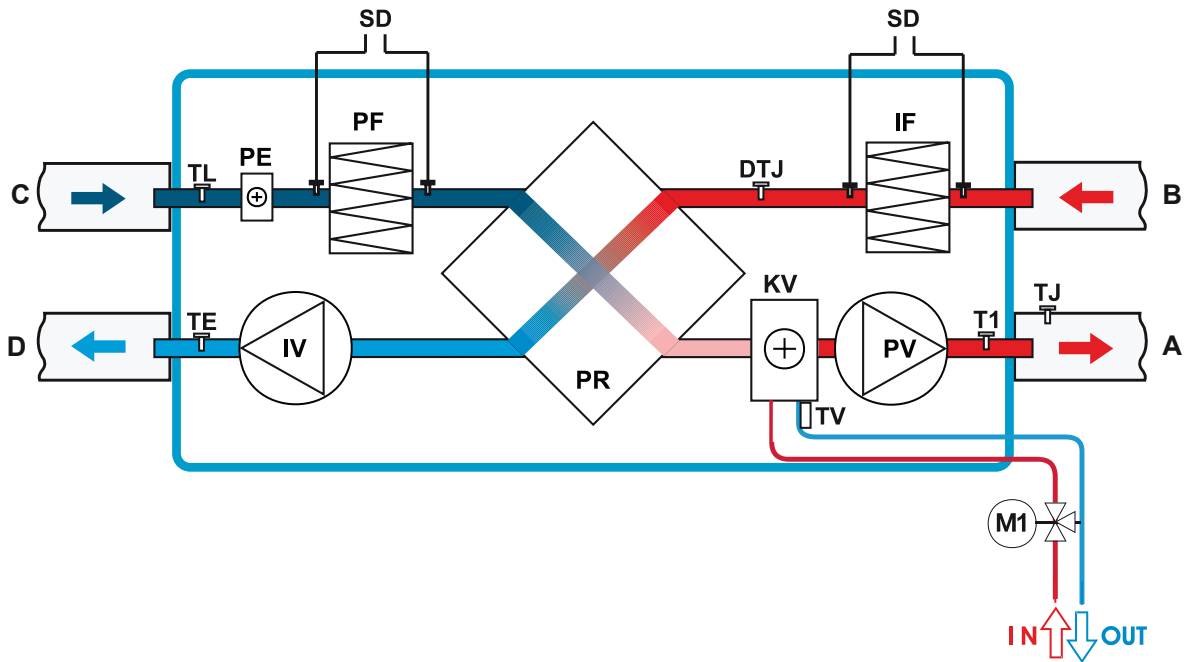 SD SD
PF IF
PE
TL DTJ
C B
KV TJ
TE T1
D IV PV A
PR
TV
M1
IN OUT